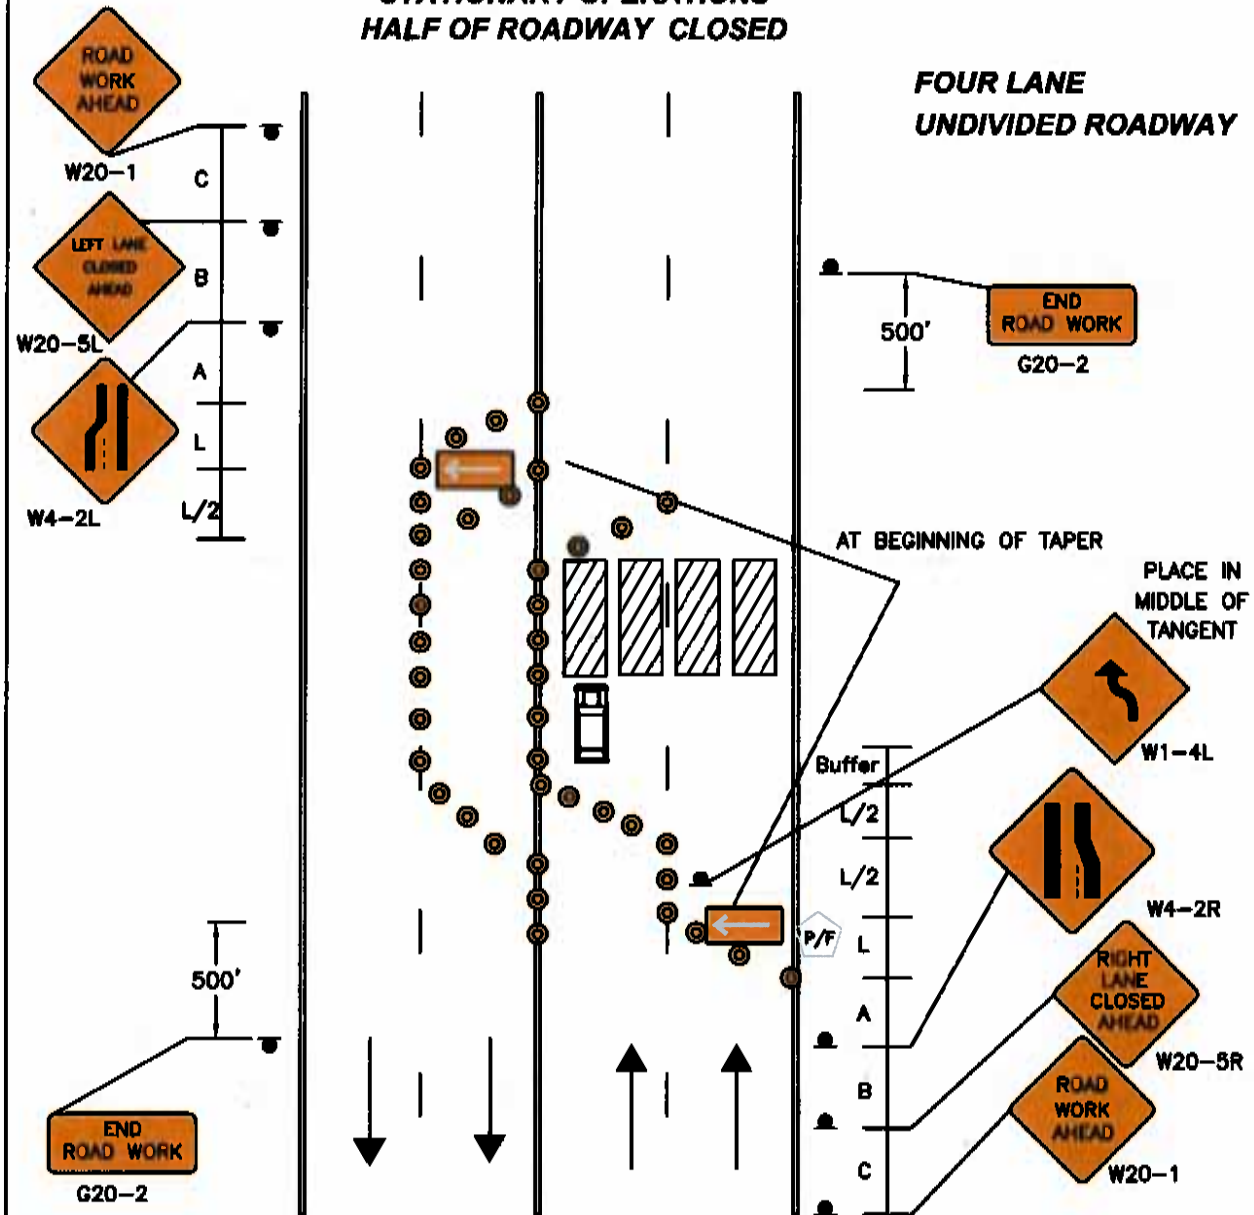 STATIONARY OPERATIONS
HALF OF ROADWAY CLOSED
FOUR LANE
UNDIVIDED ROADWAY
ROAD
WORK
AHEAD
W20-1
C
LEFT LANE
CLOSED
AHEAD
W20-5L
B
A
L
L/2
W4-2L
500'
END
ROAD WORK
G20-2
AT BEGINNING OF TAPER
PLACE IN
MIDDLE OF
TANGENT
W1-4L
Buffer
L/2
L/2
L
A
B
C
P/F
W4-2R
RIGHT
LANE
CLOSED
AHEAD
W20-5R
ROAD
WORK
AHEAD
W20-1
500'
END
ROAD WORK
G20-2